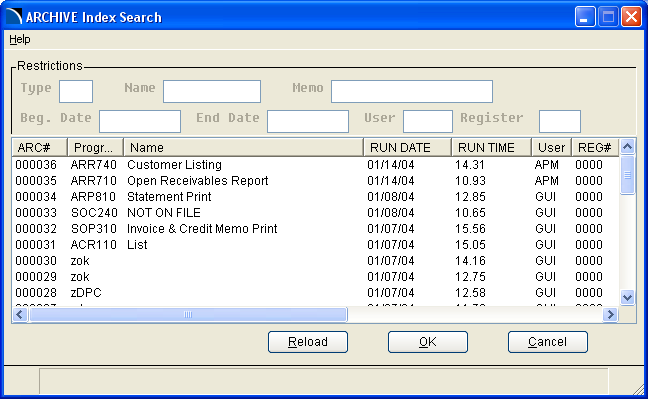 ARCHIVE Index Search
Help
Restrictions
Type Name Memo
Beg. Date End Date User Register
ARC# Progr... Name RUN DATE RUN TIME User REG#
000036 ARR740 Customer Listing 01/14/04 14.31 APM 0000
000035 ARR710 Open Receivables Report 01/14/04 10.93 APM 0000
000034 ARP810 Statement Print 01/08/04 12.85 GUI 0000
000033 SOC240 NOT ON FILE 01/08/04 10.65 GUI 0000
000032 SOP310 Invoice & Credit Memo Print 01/07/04 15.56 GUI 0000
000031 ACR110 List 01/07/04 15.05 GUI 0000
000030 zok 01/07/04 14.16 GUI 0000
000029 zok 01/07/04 12.75 GUI 0000
000028 zDPC 01/07/04 12.58 GUI 0000
Reload OK Cancel